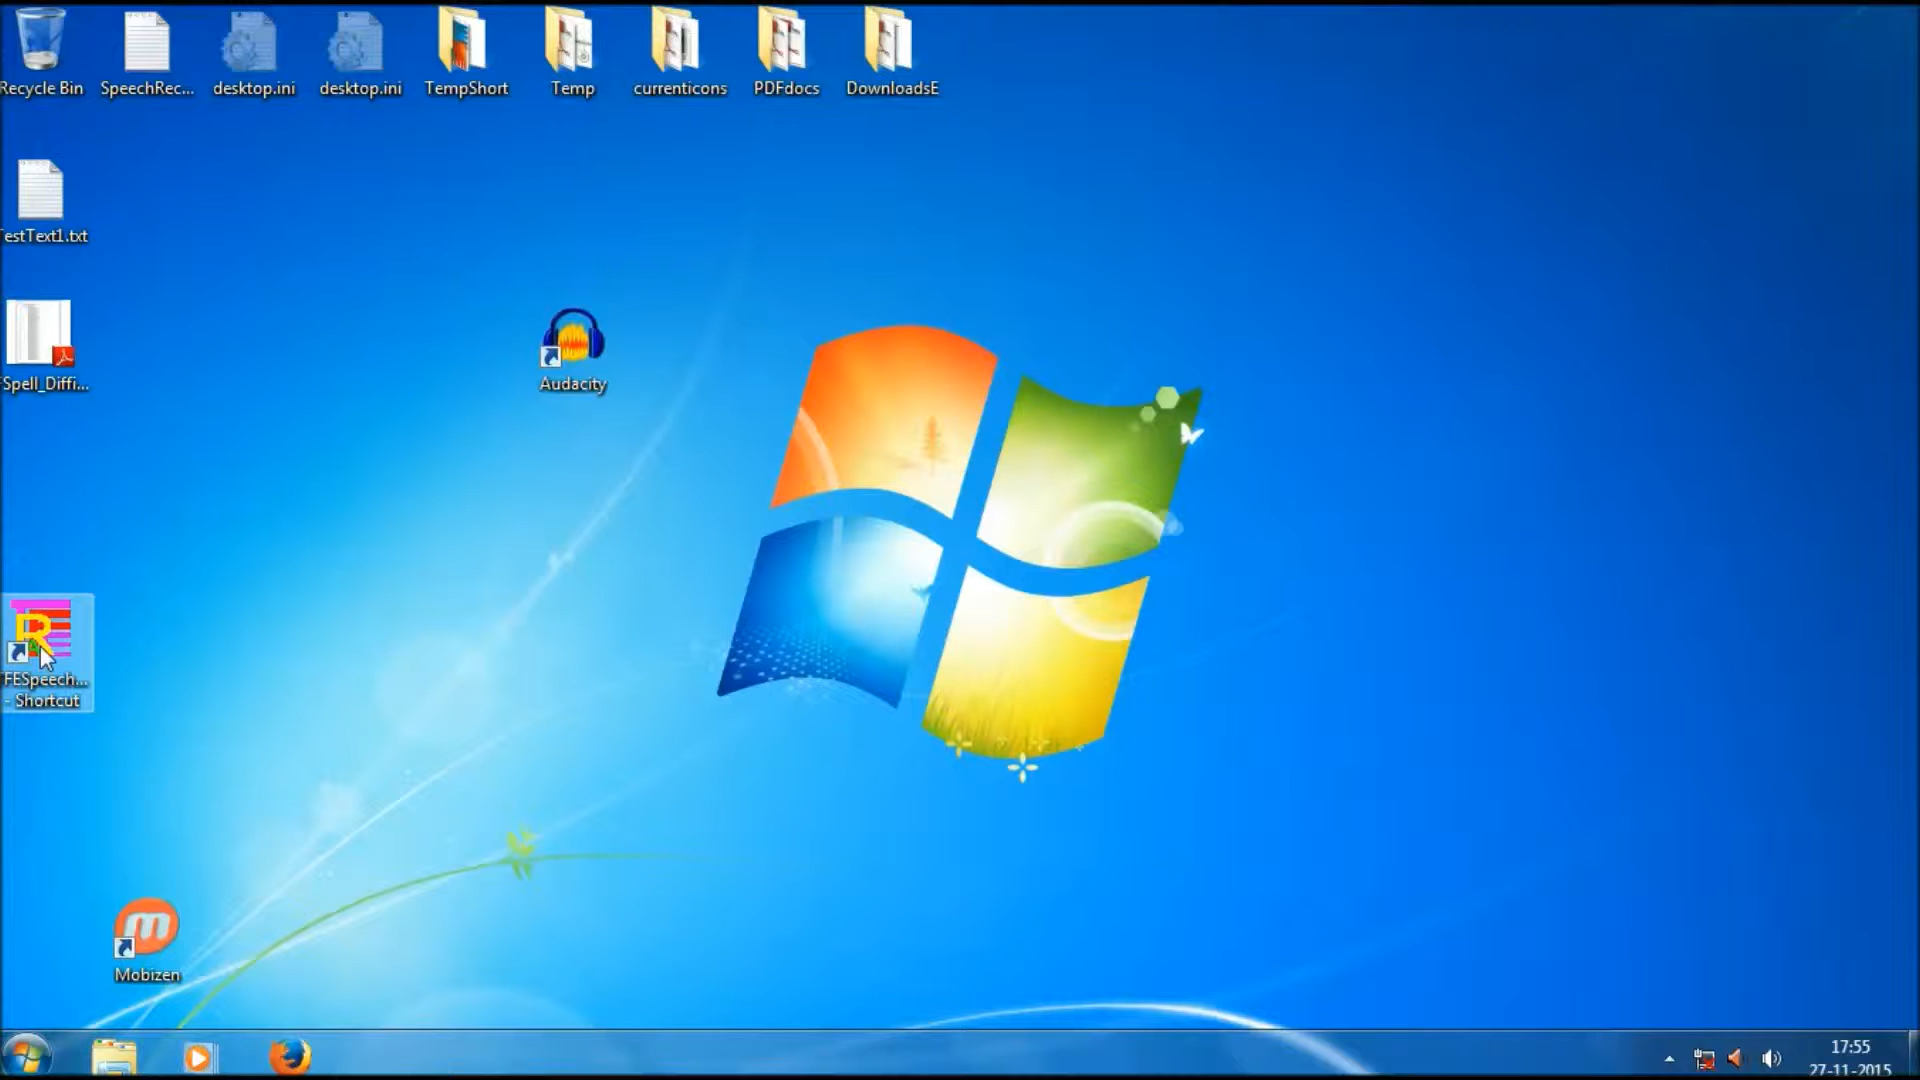 Recycle Bin
SpeechRec...
desktop.ini
desktop.ini
TempShort
Temp
currenticons
PDFdocs
DownloadsE
TestText1.txt
Spell_Diffi...
Audacity
FESpeech...
- Shortcut
Mobizen
17:55
27-11-2015